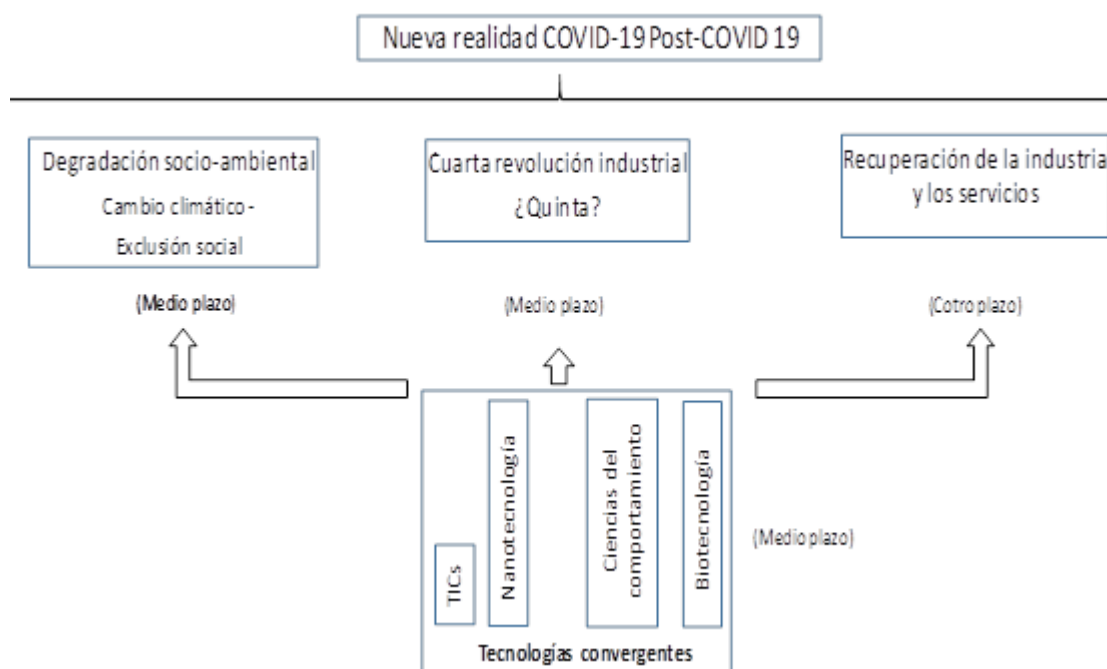 Nueva realidad COVID-19 Post-COVID 19
Degradación socio-ambiental
Cambio climático -
Exclusión social
(Medio plazo)
Cuarta revolución industrial
¿Quinta?
(Medio plazo)
Recuperación de la industria
y los servicios
(Cotro plazo)
TICs
Nanotecnología
Ciencias del
comportamiento
Biotecnología
(Medio plazo)
Tecnologías convergentes